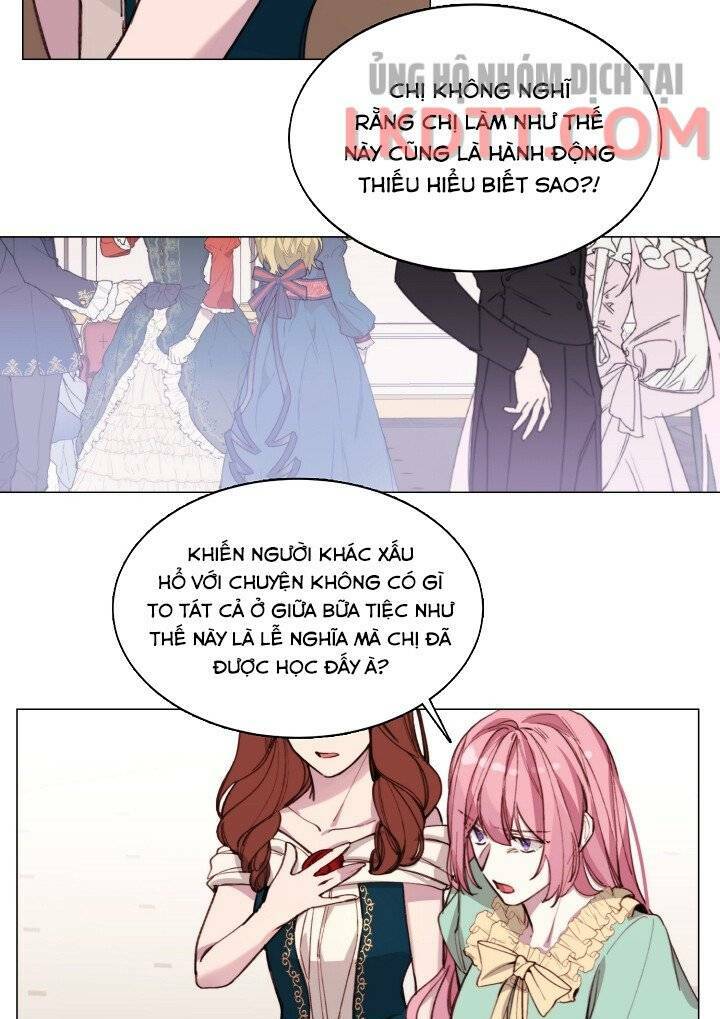 ỦNG HỘ NHÓM DỊCH TẠI
LKDTT.COM
CHỊ KHÔNG NGHĨ
RẰNG CHỊ LÀM NHƯ THẾ
NÀY CŨNG LÀ HÀNH ĐỘNG
THIẾU HIỂU BIẾT SAO?!
KHIẾN NGƯỜI KHÁC XẤU
HỔ VỚI CHUYỆN KHÔNG CÓ GÌ
TO TÁT CẢ Ở GIỮA BỮA TIỆC NHƯ
THẾ NÀY LÀ LỄ NGHĨA MÀ CHỊ ĐÃ
ĐƯỢC HỌC ĐẤY À?